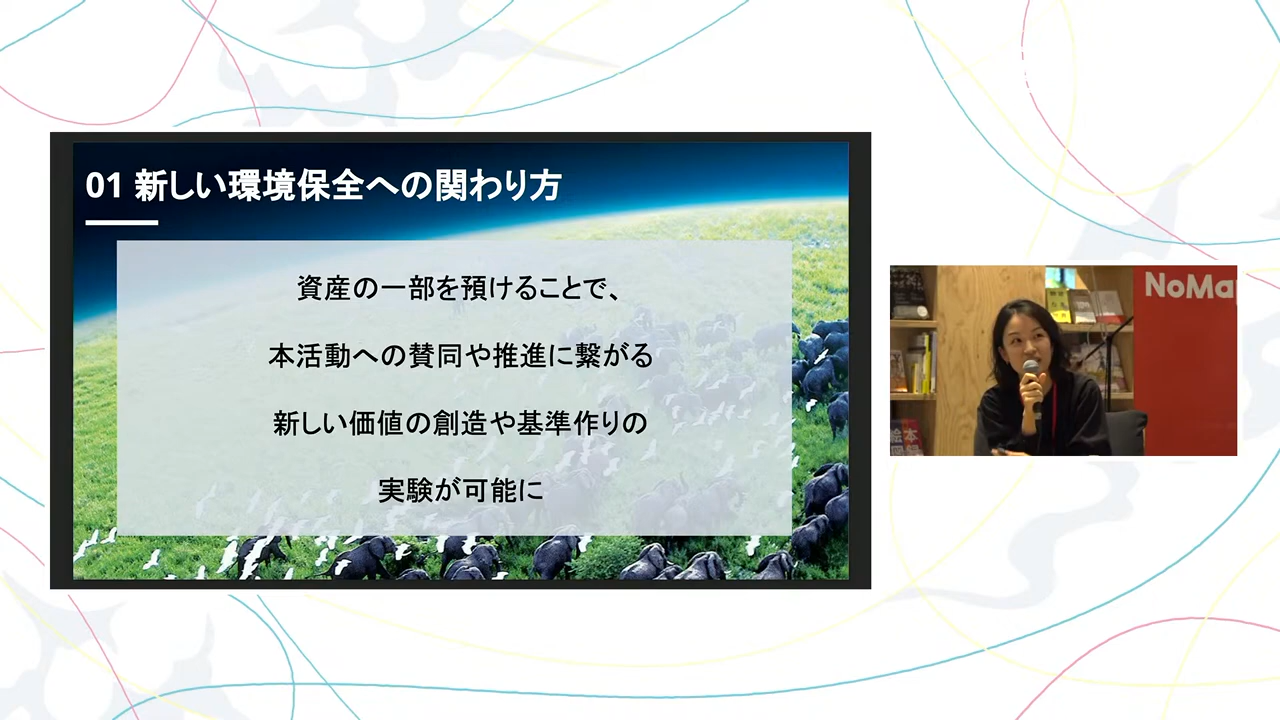 01 新しい環境保全への関わり方
資産の一部を預けることで、
本活動への賛同や推進に繋がる
新しい価値の創造や基準作りの
実験が可能に
NoMa
絵本